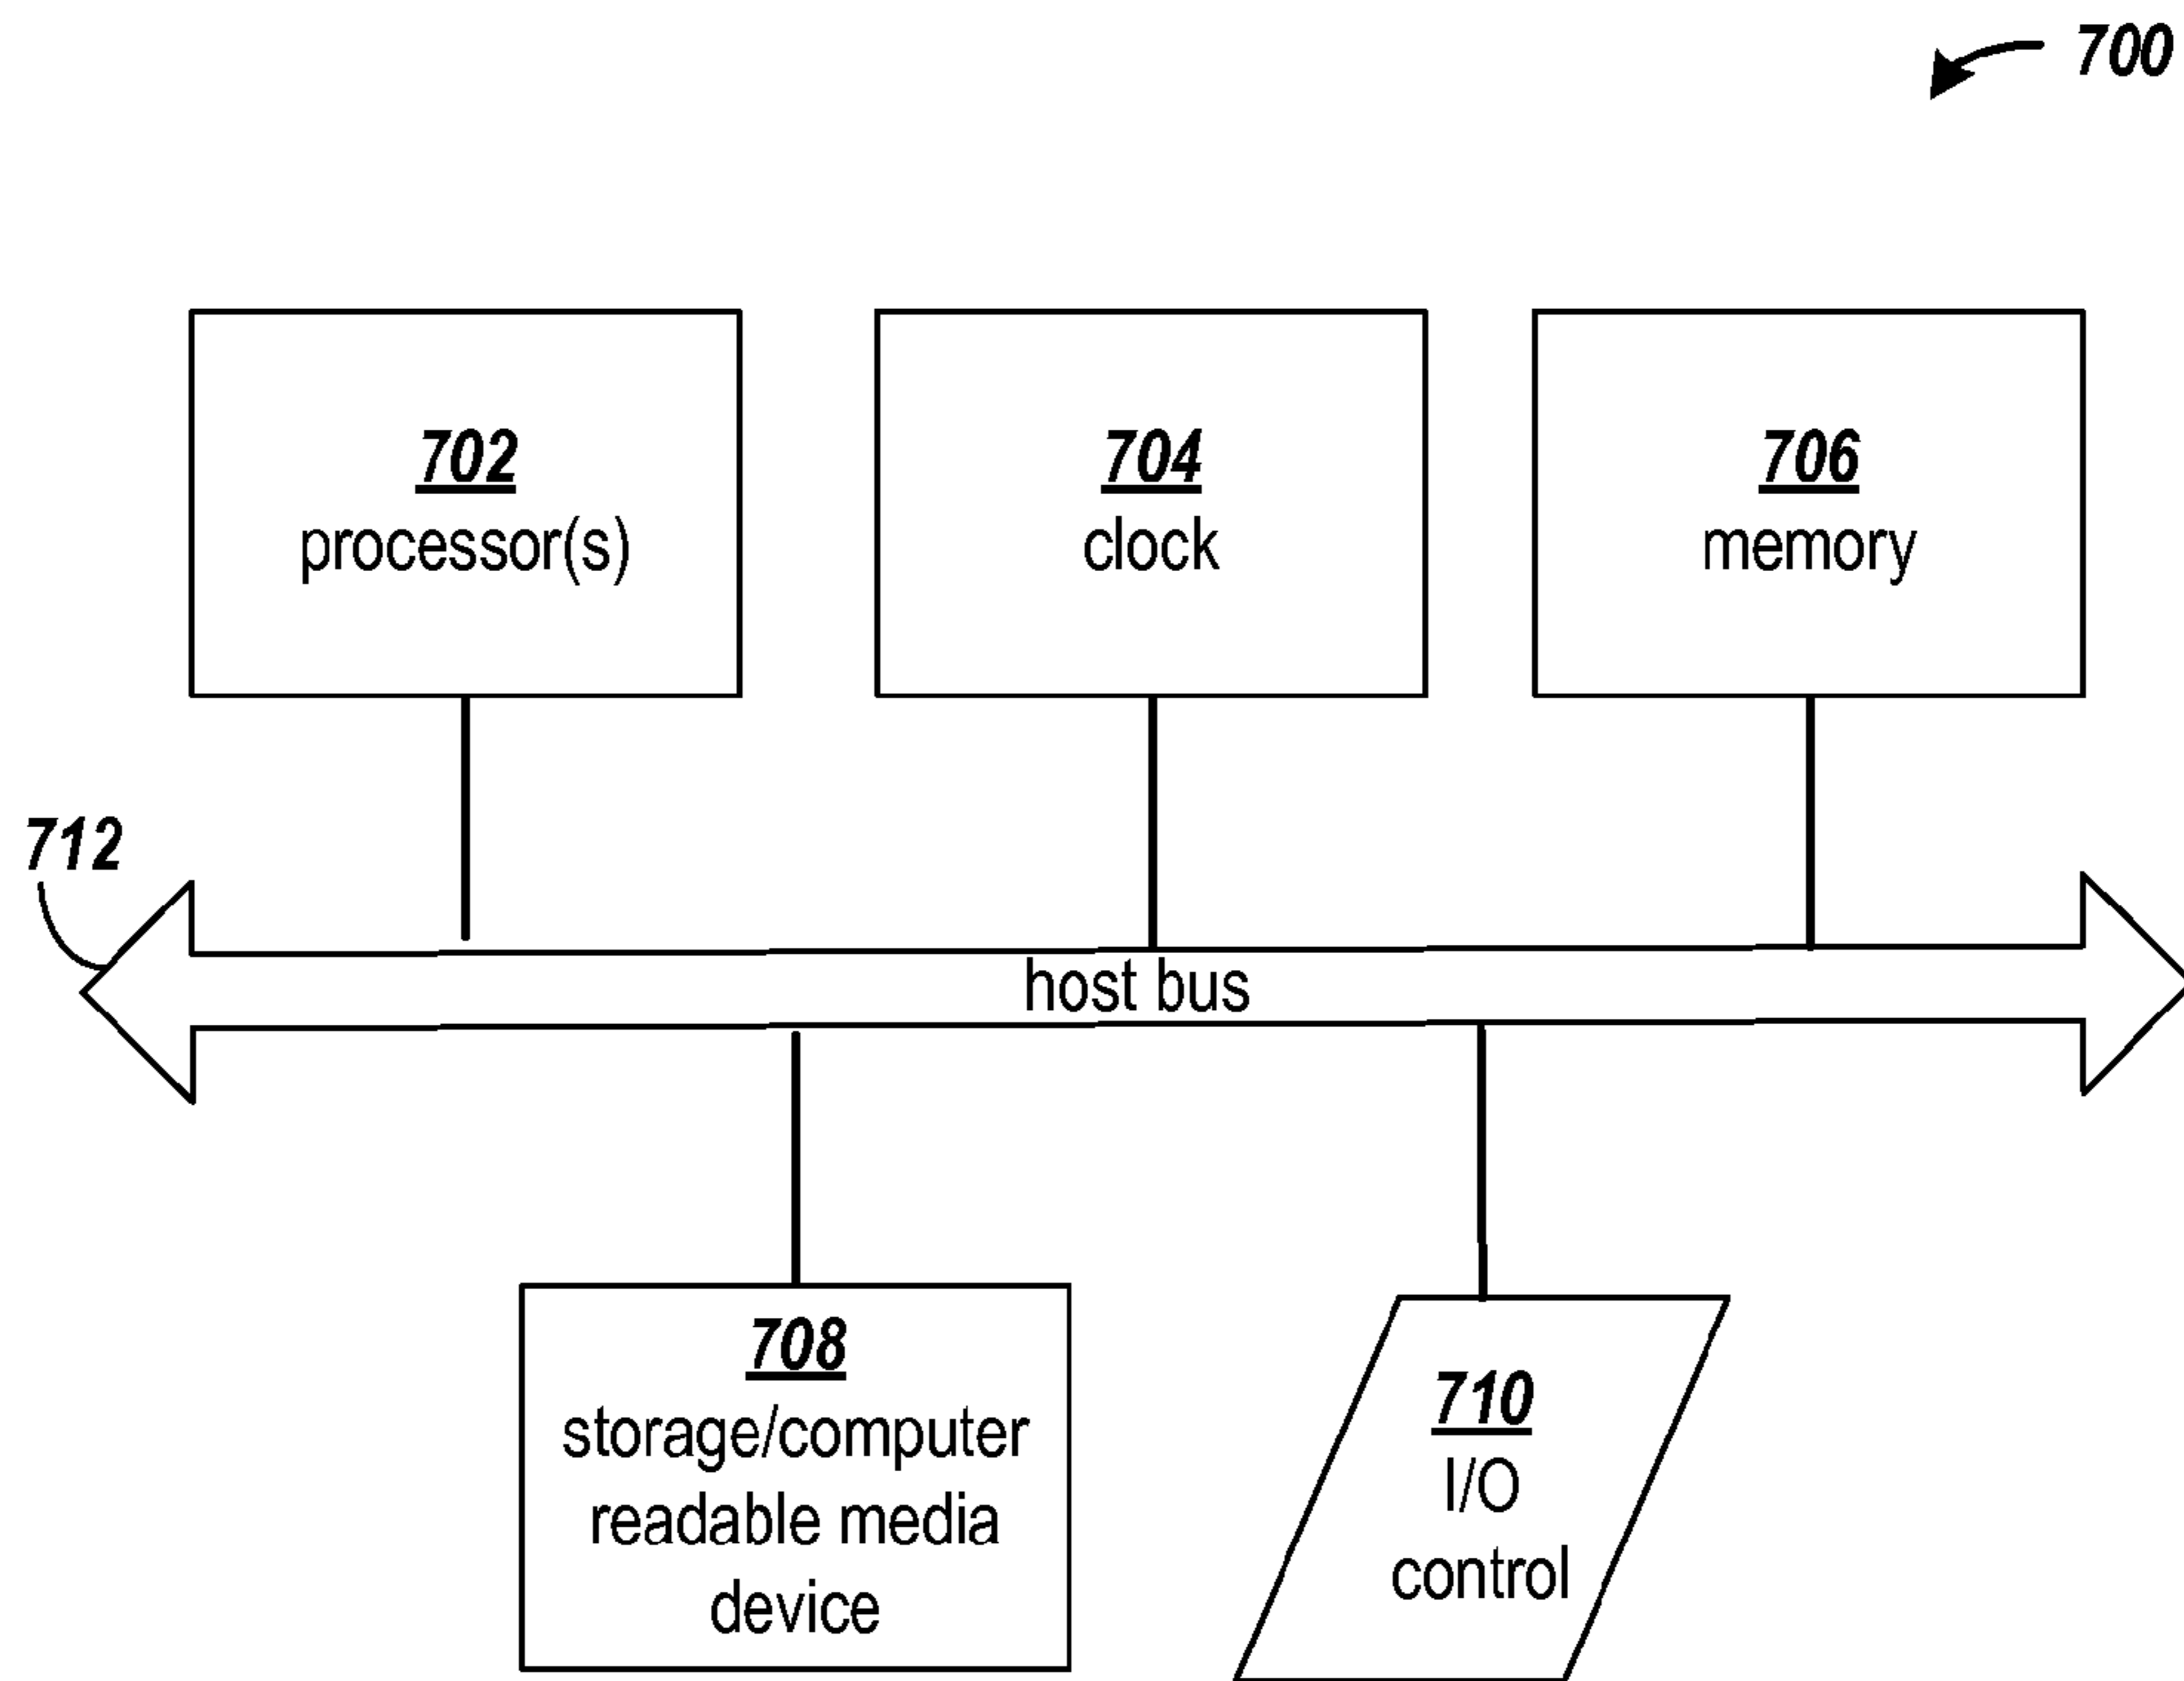 700
702
processor(s)
704
clock
706
memory
712
host bus
708
storage/computer
readable media
device
710
I/O
control